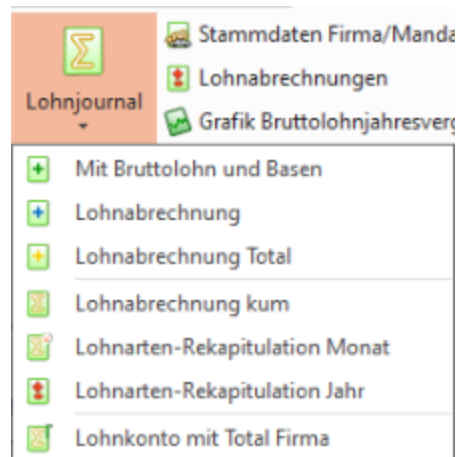 Stammdaten Firma/Manda
Lohnabrechnungen
Lohnjournal
Grafik Bruttolohnjahresverg
Mit Bruttolohn und Basen
Lohnabrechnung
Lohnabrechnung Total
Lohnabrechnung kum
Lohnarten-Rekapitulation Monat
Lohnarten-Rekapitulation Jahr
Lohnkonto mit Total Firma